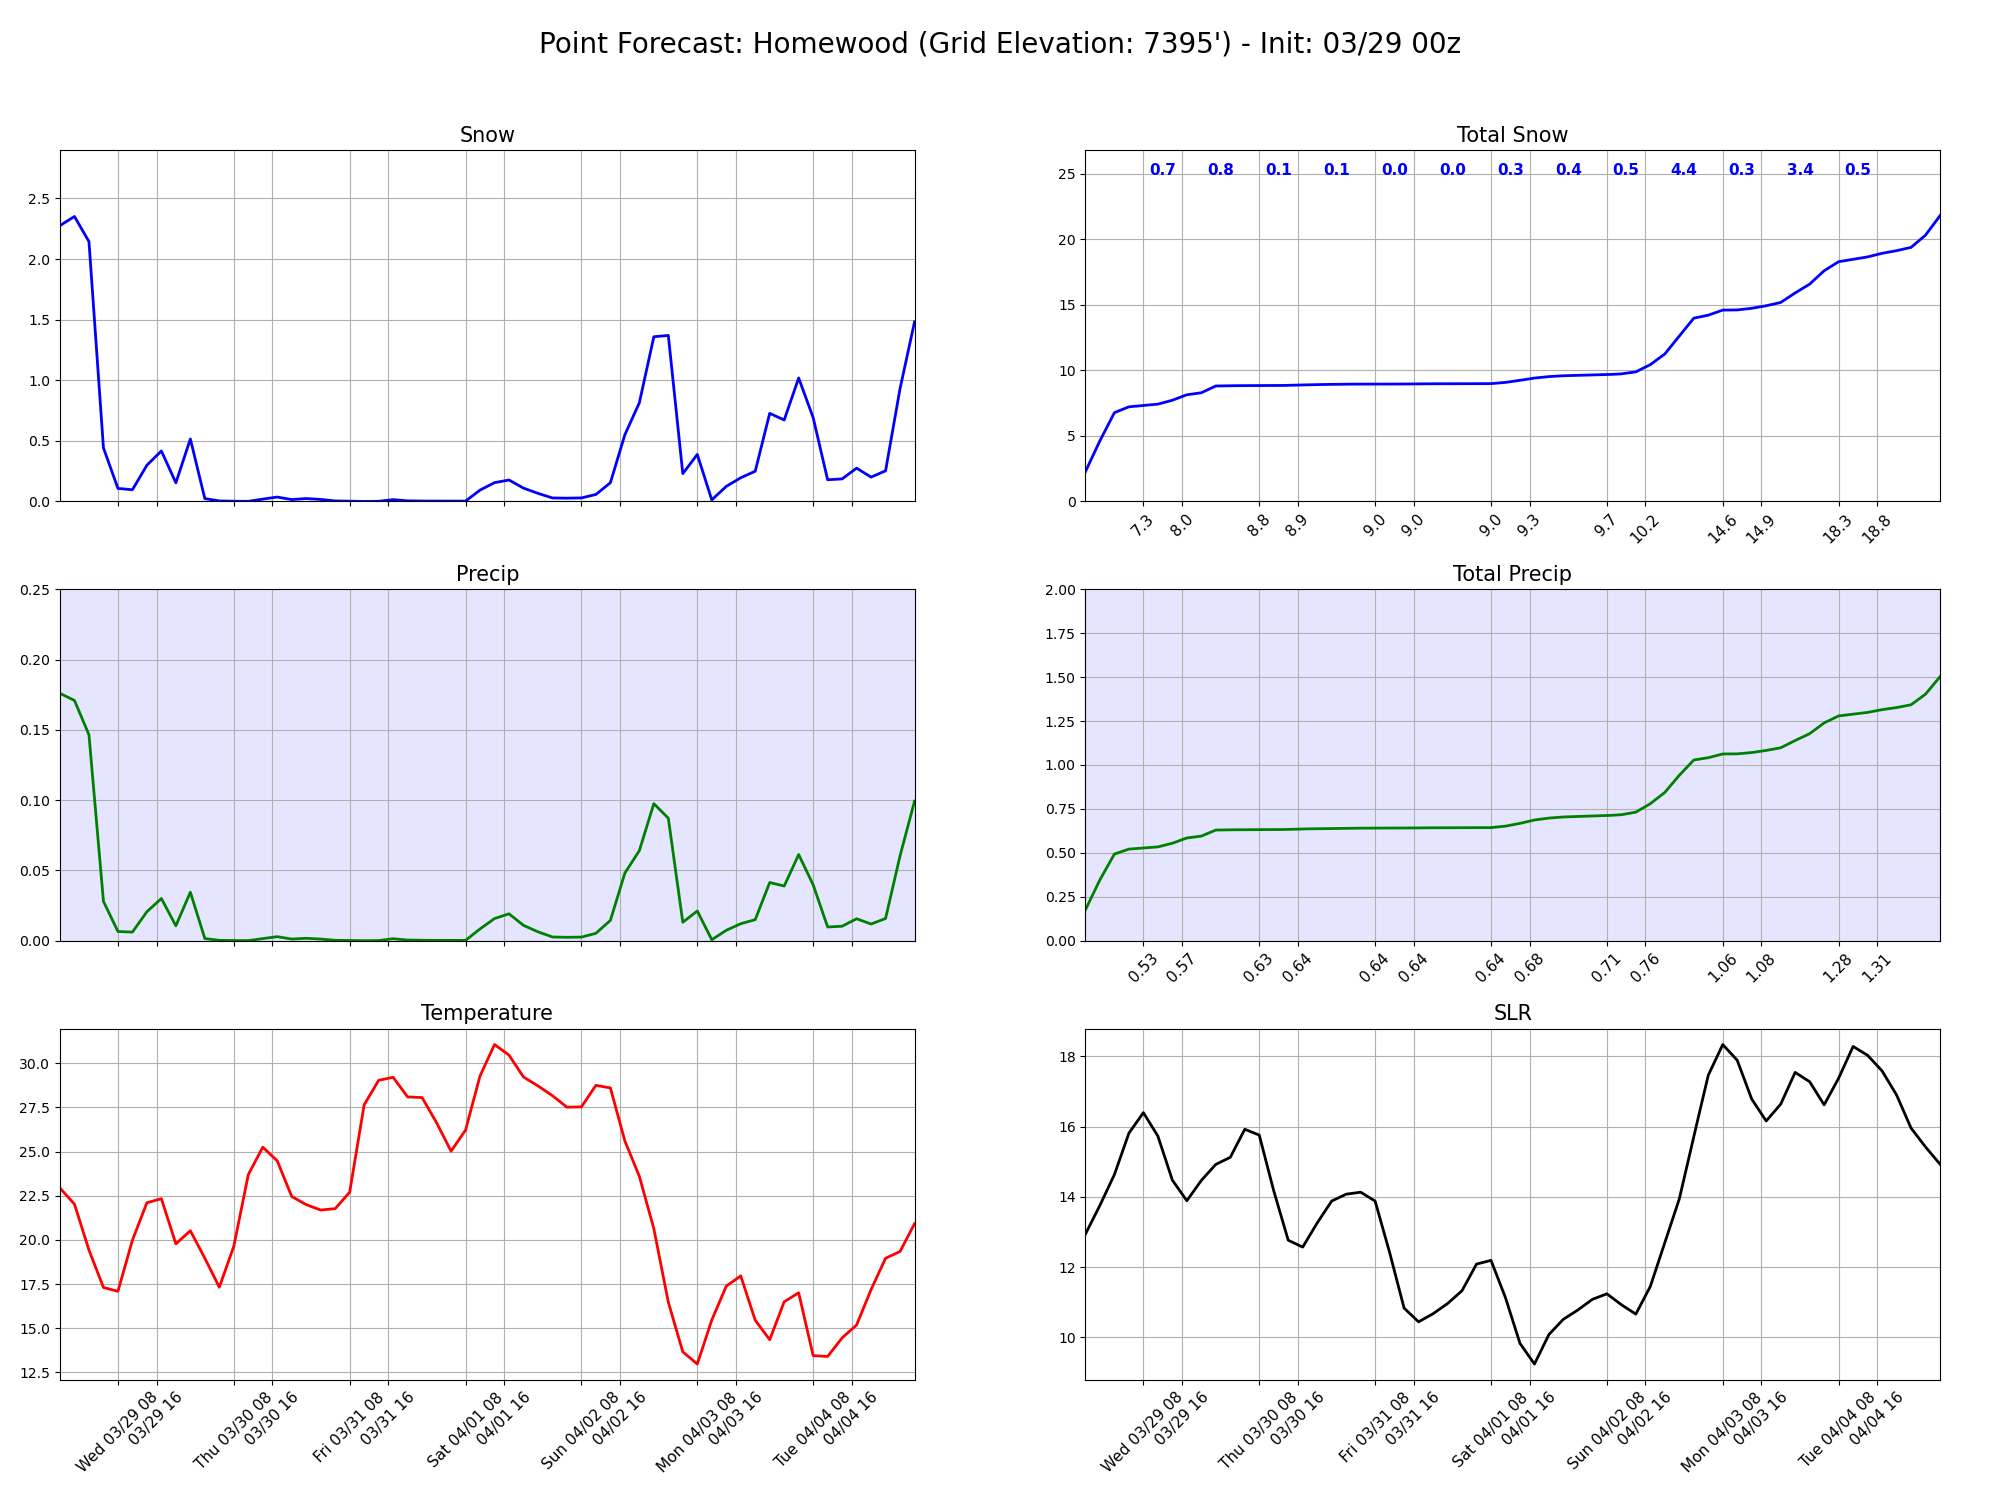 Point Forecast: Homewood (Grid Elevation: 7395') - Init: 03/29 00z
Snow
2.5
2.0
1.5
1.0
0.5
0.0
Total Snow
0.7 0.8 0.1 0.1 0.0 0.0 0.3 0.4 0.5 4.4 0.3 3.4 0.5
25
20
15
10
5
0
7.3 8.0 8.8 8.9 9.0 9.0 9.0 9.3 9.7 10.2 14.6 14.9 18.3 18.8
Precip
0.25
0.20
0.15
0.10
0.05
0.00
Total Precip
2.00
1.75
1.50
1.25
1.00
0.75
0.50
0.25
0.00
0.53 0.57 0.63 0.64 0.64 0.64 0.64 0.68 0.71 0.76 1.06 1.08 1.28 1.31
Temperature
30.0
27.5
25.0
22.5
20.0
17.5
15.0
12.5
Wed 03/29 08
03/29 16
Thu 03/30 08
03/30 16
Fri 03/31 08
03/31 16
Sat 04/01 08
04/01 16
Sun 04/02 08
04/02 16
Mon 04/03 08
04/03 16
Tue 04/04 08
04/04 16
SLR
18
16
14
12
10
Wed 03/29 08
03/29 16
Thu 03/30 08
03/30 16
Fri 03/31 08
03/31 16
Sat 04/01 08
04/01 16
Sun 04/02 08
04/02 16
Mon 04/03 08
04/03 16
Tue 04/04 08
04/04 16